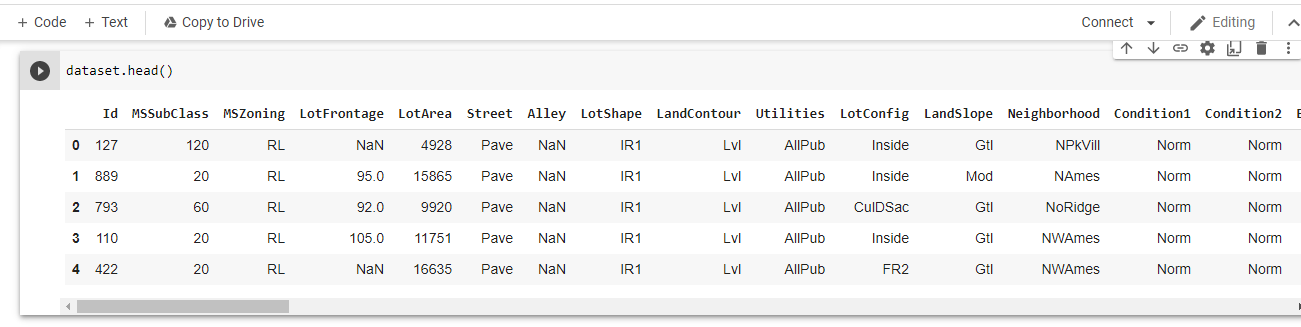 + Code + Text Copy to Drive Connect Editing
dataset.head()
Id MSSubClass MSZoning LotFrontage LotArea Street Alley LotShape LandContour Utilities LotConfig LandSlope Neighborhood Condition1 Condition2
0 127 120 RL NaN 4928 Pave NaN IR1 Lvl AllPub Inside Gtl NPkVill Norm Norm
1 889 20 RL 95.0 15865 Pave NaN IR1 Lvl AllPub Inside Mod NAmes Norm Norm
2 793 60 RL 92.0 9920 Pave NaN IR1 Lvl AllPub CulDSac Gtl NoRidge Norm Norm
3 110 20 RL 105.0 11751 Pave NaN IR1 Lvl AllPub Inside Gtl NWAmes Norm Norm
4 422 20 RL NaN 16635 Pave NaN IR1 Lvl AllPub FR2 Gtl NWAmes Norm Norm